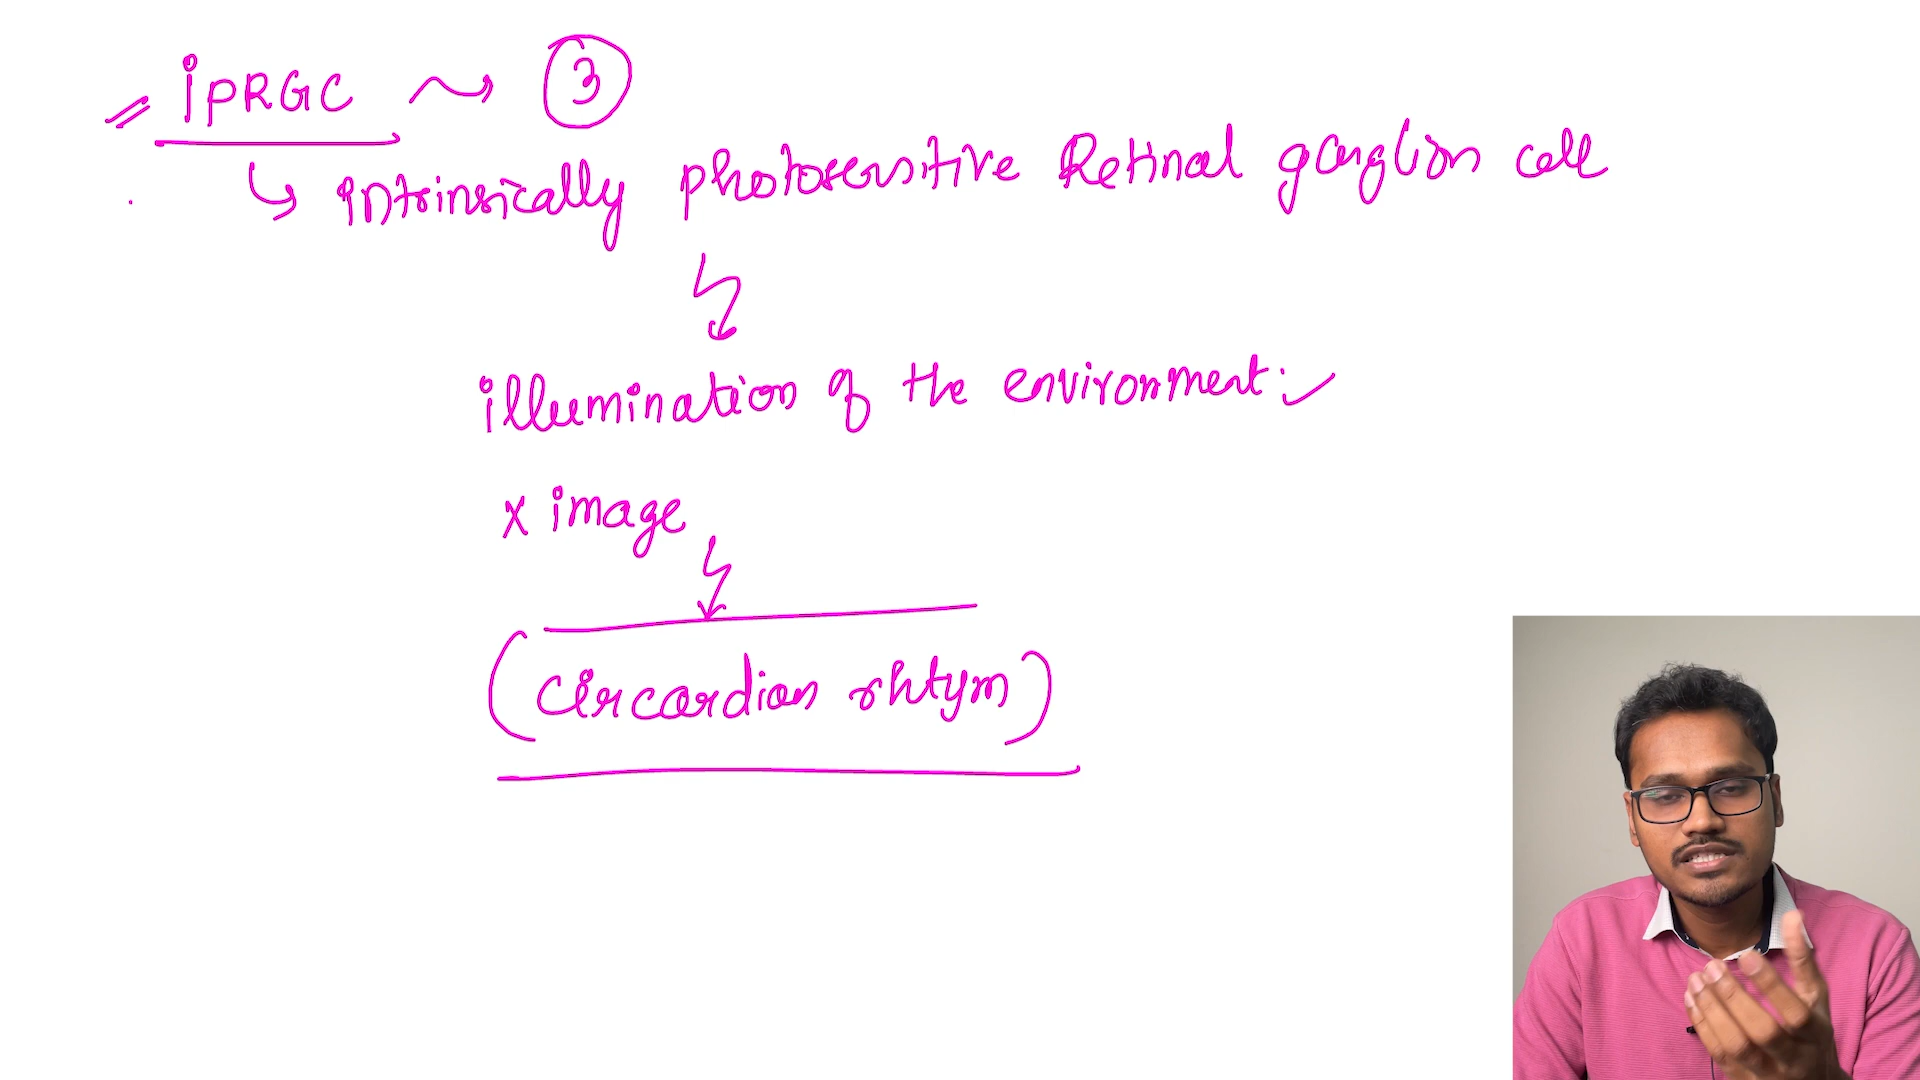 = ipRGC → 3
↳ intrinsically photosensitive Retinal ganglion cell
illumination of the environment. ✓
x image
(circardian rhtym)